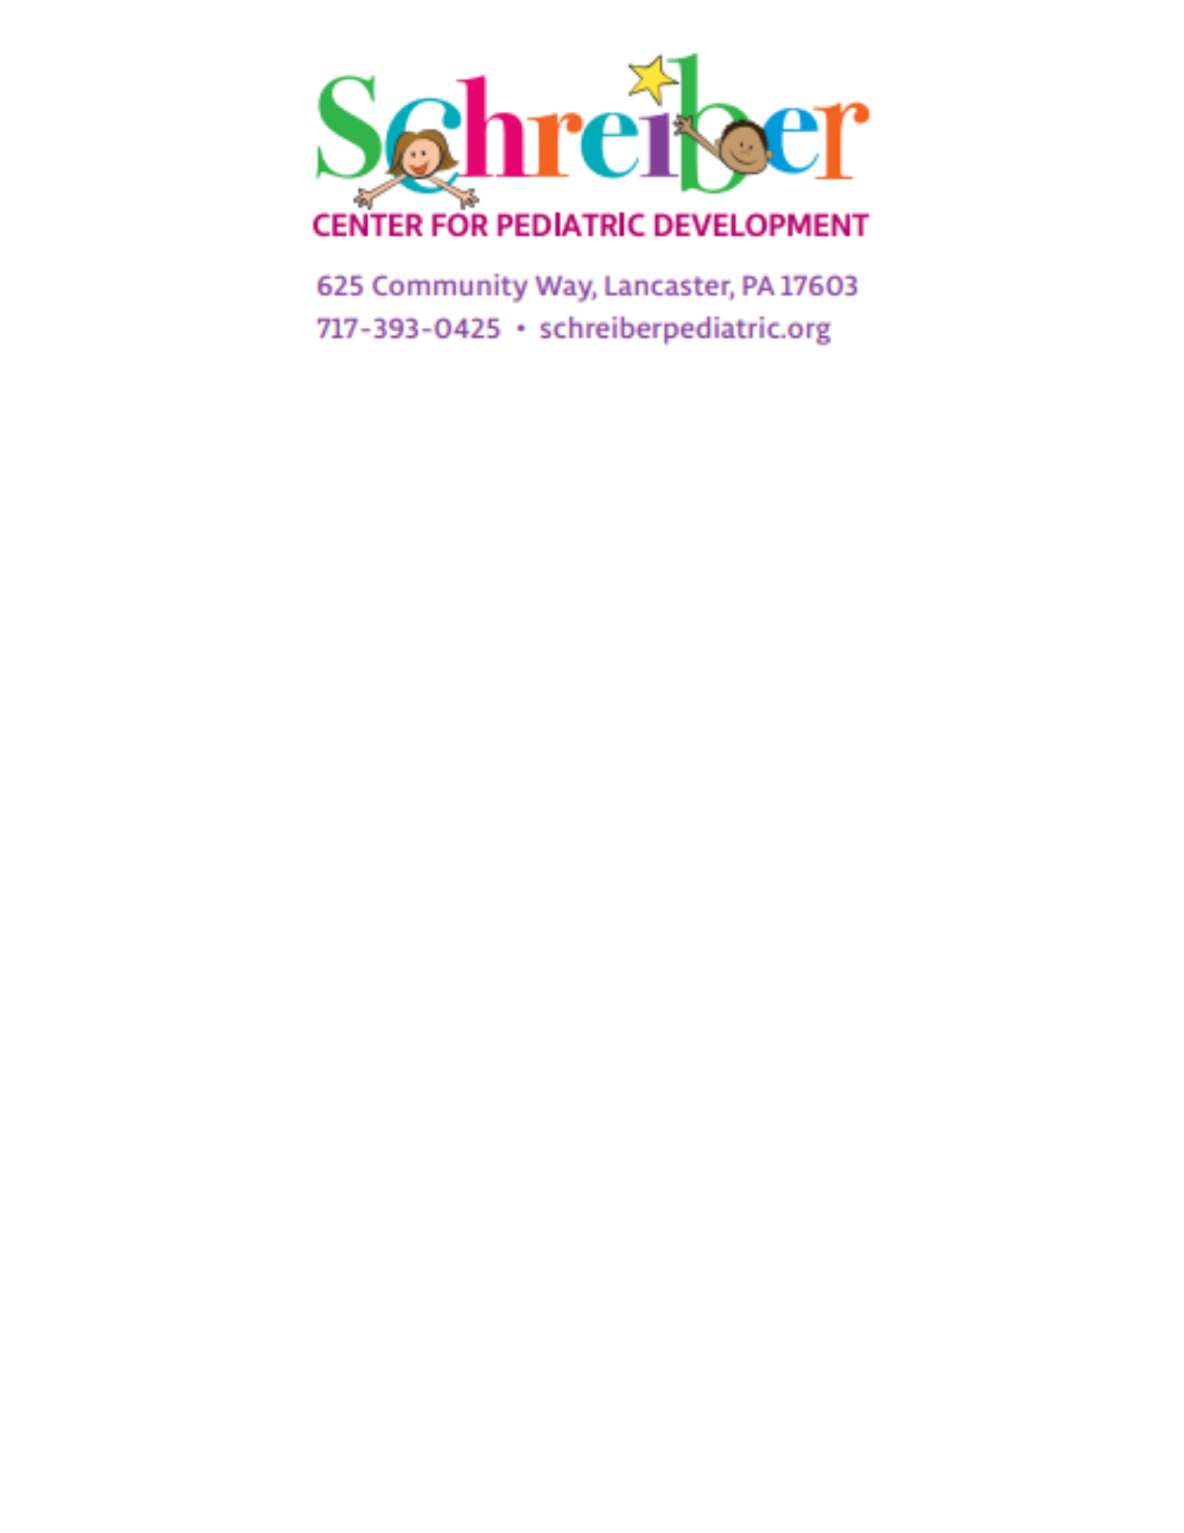 Schreiber
CENTER FOR PEDIATRIC DEVELOPMENT
625 Community Way, Lancaster, PA 17603
717-393-0425 • schreiberpediatric.org